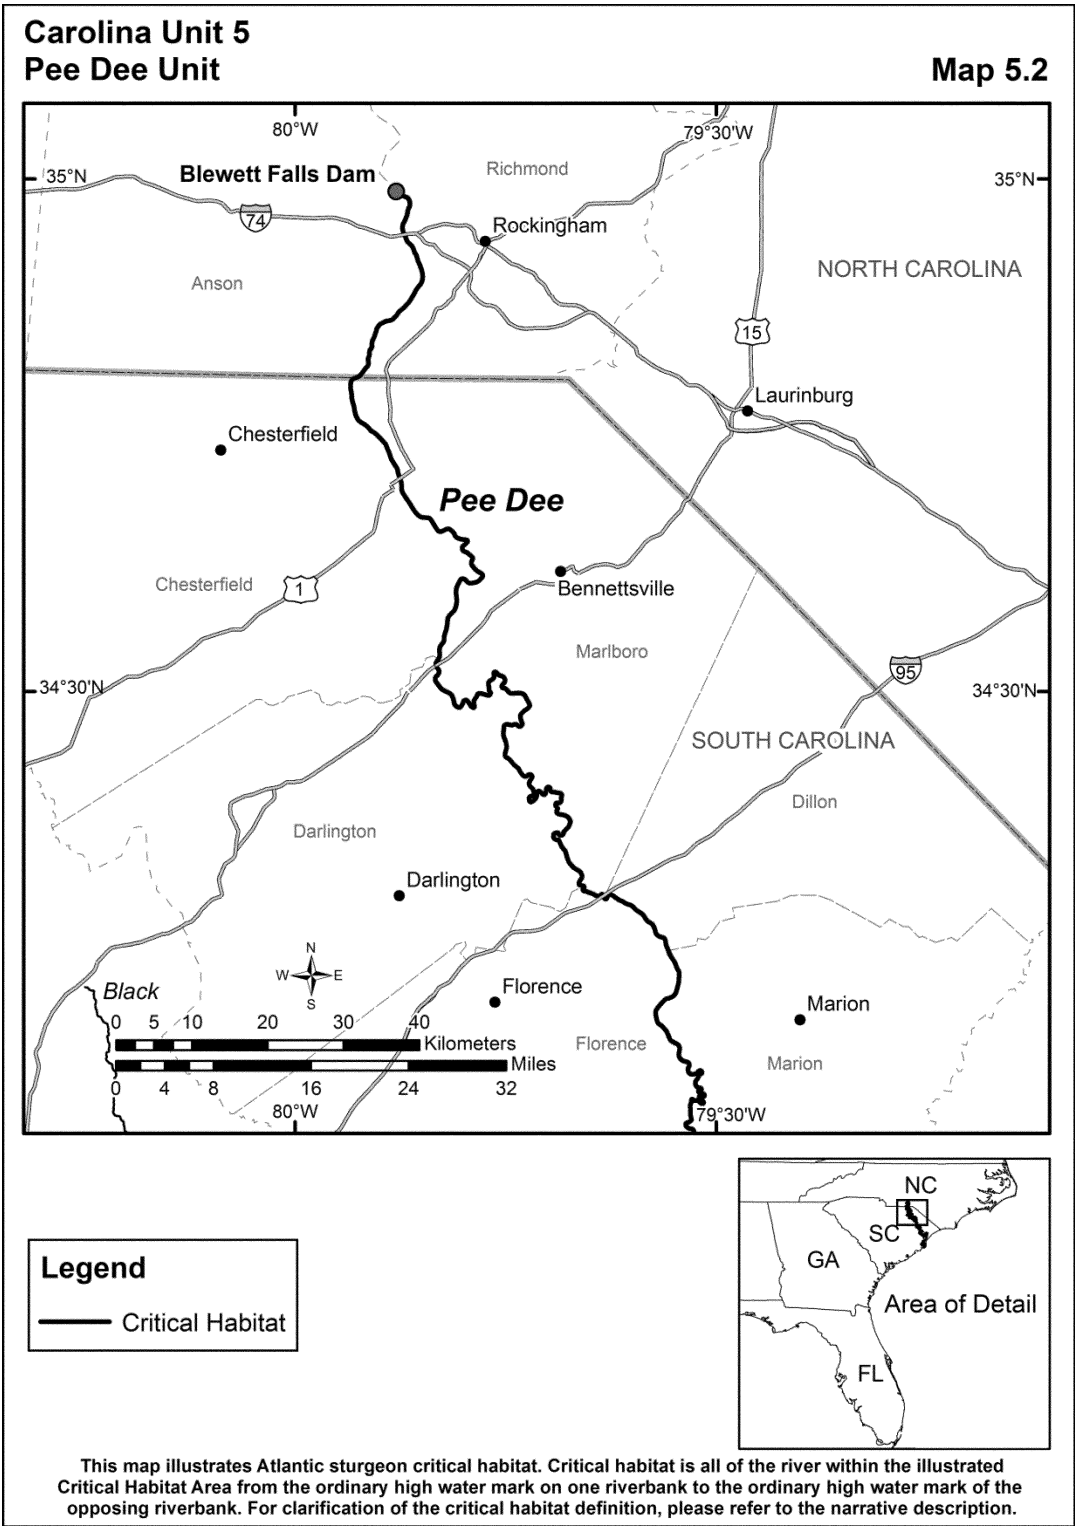 Carolina Unit 5
Pee Dee Unit
Map 5.2
80°W
79°30'W
Blewett Falls Dam
Richmond
35°N
35°N
74
Rockingham
NORTH CAROLINA
Anson
15
Laurinburg
Chesterfield
Pee Dee
Chesterfield
1
Bennettsville
Marlboro
95
34°30'N
34°30'N
SOUTH CAROLINA
Dillon
Darlington
Darlington
N
W
E
S
Black
Florence
Marion
0 5 10 20 30 40
Kilometers
Florence
Marion
Miles
0 4 8 16 24 32
80°W
79°30'W
NC
SC
GA
Area of Detail
FL
Legend
Critical Habitat
This map illustrates Atlantic sturgeon critical habitat. Critical habitat is all of the river within the illustrated
Critical Habitat Area from the ordinary high water mark on one riverbank to the ordinary high water mark of the
opposing riverbank. For clarification of the critical habitat definition, please refer to the narrative description.